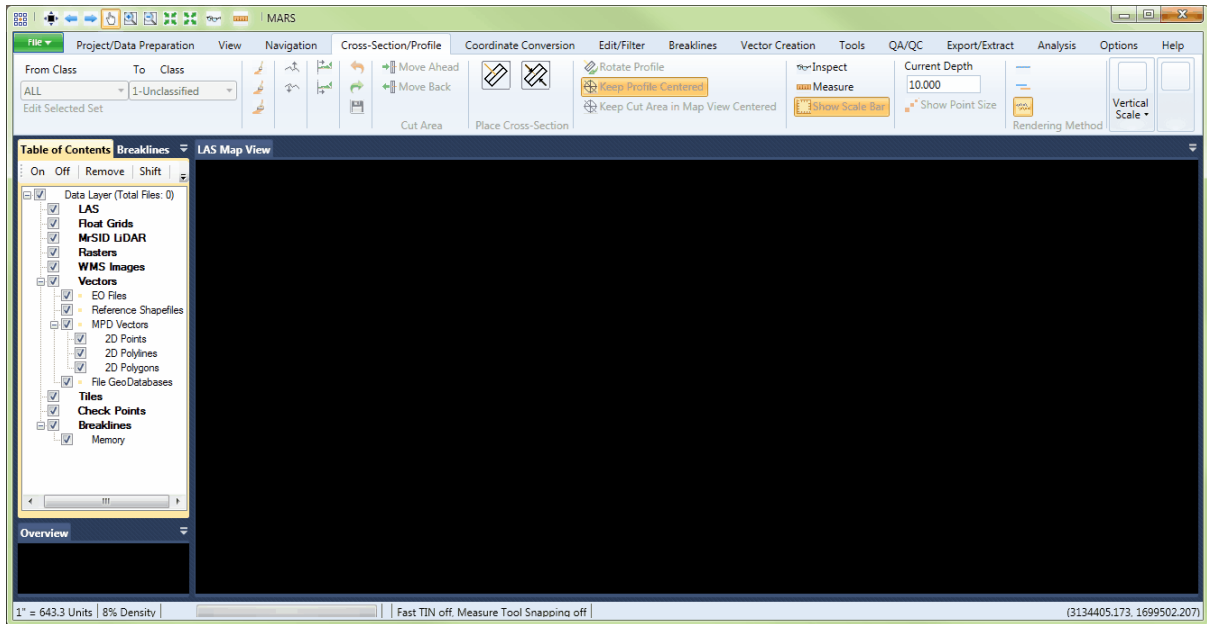 MARS
File Project/Data Preparation View Navigation Cross-Section/Profile Coordinate Conversion Edit/Filter Breaklines Vector Creation Tools QA/QC Export/Extract Analysis Options Help
From Class To Class
ALL 1-Unclassified
Edit Selected Set
Move Ahead
Move Back
Cut Area
Place Cross-Section
Rotate Profile
Keep Profile Centered
Keep Cut Area in Map View Centered
Inspect
Measure
Show Scale Bar
Current Depth
10.000
Show Point Size
Rendering Method
Vertical
Scale
Table of Contents Breaklines
On Off Remove Shift
Data Layer (Total Files: 0)
LAS
Float Grids
MrSID LiDAR
Rasters
WMS Images
Vectors
EO Files
Reference Shapefiles
MPD Vectors
2D Points
2D Polylines
2D Polygons
File GeoDatabases
Tiles
Check Points
Breaklines
Memory
Overview
LAS Map View
1" = 643.3 Units 8% Density Fast TIN off, Measure Tool Snapping off (3134405.173, 1699502.207)